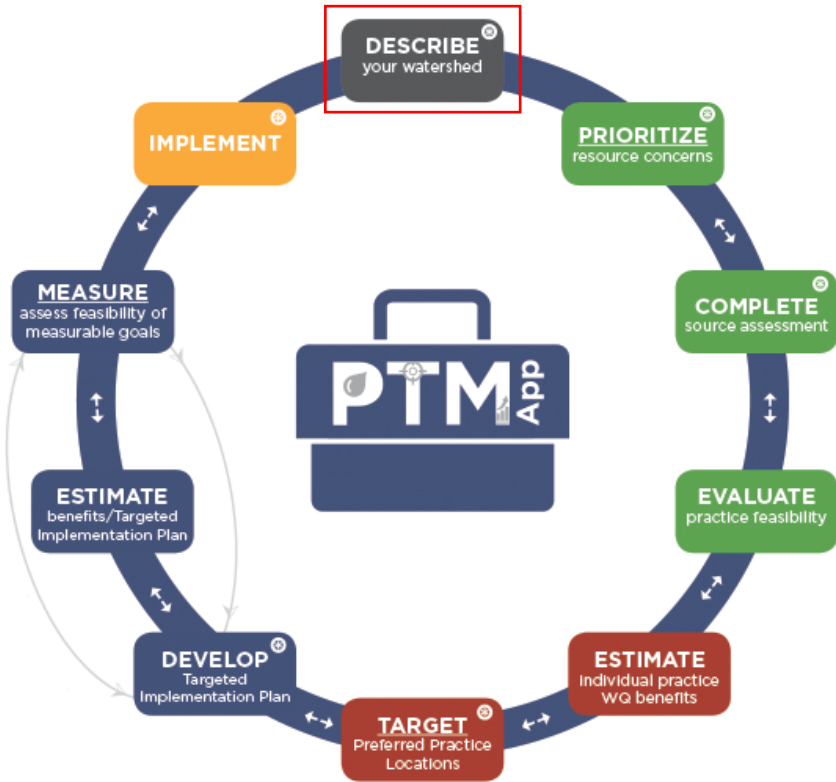 DESCRIBE
your watershed
PRIORITIZE
resource concerns
COMPLETE
source assessment
EVALUATE
practice feasibility
ESTIMATE
individual practice
WQ benefits
TARGET
Preferred Practice
Locations
DEVELOP
Targeted
Implementation Plan
ESTIMATE
benefits/Targeted
Implementation Plan
MEASURE
assess feasibility of
measurable goals
IMPLEMENT
PTM App